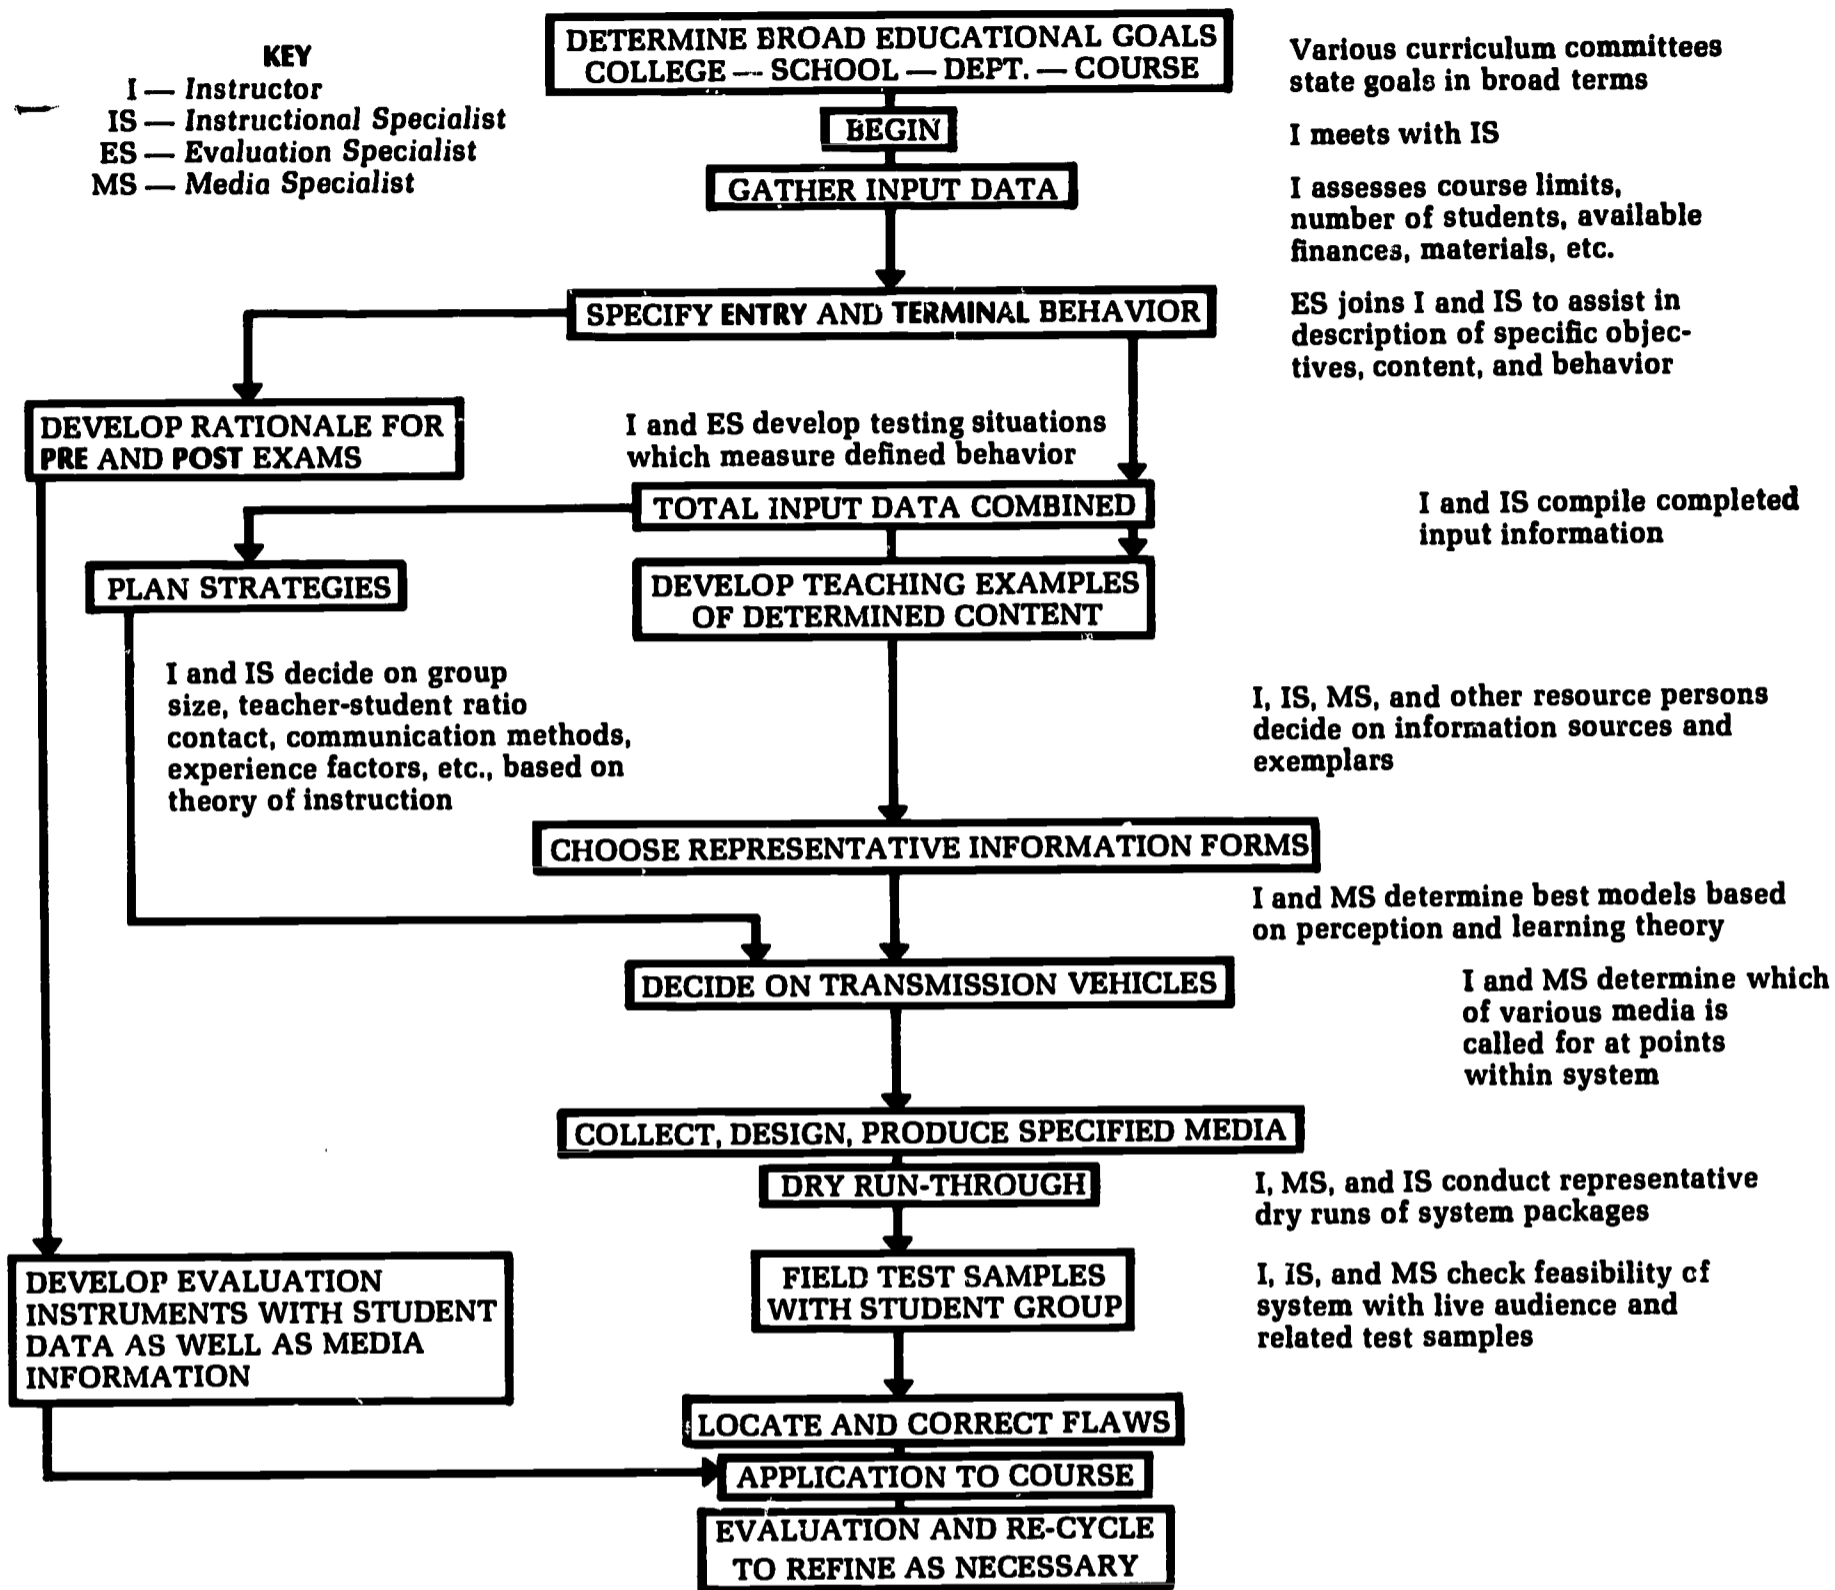 KEY
I — Instructor
IS — Instructional Specialist
ES — Evaluation Specialist
MS — Media Specialist
DETERMINE BROAD EDUCATIONAL GOALS
COLLEGE — SCHOOL — DEPT. — COURSE
Various curriculum committees
state goals in broad terms
BEGIN
I meets with IS
GATHER INPUT DATA
I assesses course limits,
number of students, available
finances, materials, etc.
SPECIFY ENTRY AND TERMINAL BEHAVIOR
ES joins I and IS to assist in
description of specific objec-
tives, content, and behavior
DEVELOP RATIONALE FOR
PRE AND POST EXAMS
I and ES develop testing situations
which measure defined behavior
TOTAL INPUT DATA COMBINED
I and IS compile completed
input information
PLAN STRATEGIES
DEVELOP TEACHING EXAMPLES
OF DETERMINED CONTENT
I and IS decide on group
size, teacher-student ratio
contact, communication methods,
experience factors, etc., based on
theory of instruction
I, IS, MS, and other resource persons
decide on information sources and
exemplars
CHOOSE REPRESENTATIVE INFORMATION FORMS
I and MS determine best models based
on perception and learning theory
DECIDE ON TRANSMISSION VEHICLES
I and MS determine which
of various media is
called for at points
within system
COLLECT, DESIGN, PRODUCE SPECIFIED MEDIA
DRY RUN-THROUGH
I, MS, and IS conduct representative
dry runs of system packages
DEVELOP EVALUATION
INSTRUMENTS WITH STUDENT
DATA AS WELL AS MEDIA
INFORMATION
FIELD TEST SAMPLES
WITH STUDENT GROUP
I, IS, and MS check feasibility of
system with live audience and
related test samples
LOCATE AND CORRECT FLAWS
APPLICATION TO COURSE
EVALUATION AND RE-CYCLE
TO REFINE AS NECESSARY